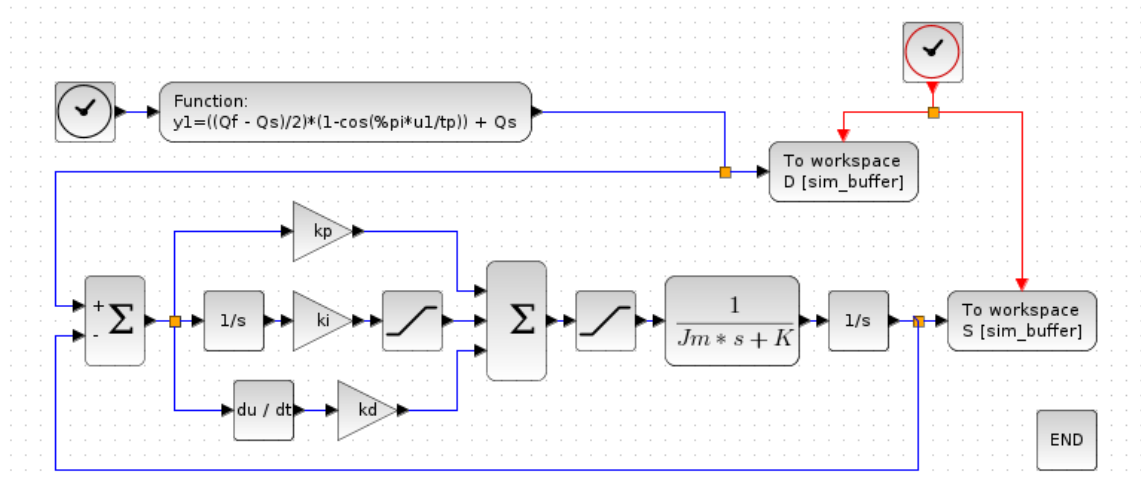 Function:
y1=((Qf - Qs)/2)*(1-cos(%pi*u1/tp)) + Qs
To workspace
D [sim_buffer]
kp
+
-
Σ
1/s
ki
Σ
1
Jm * s + K
1/s
To workspace
S [sim_buffer]
du / dt
kd
END